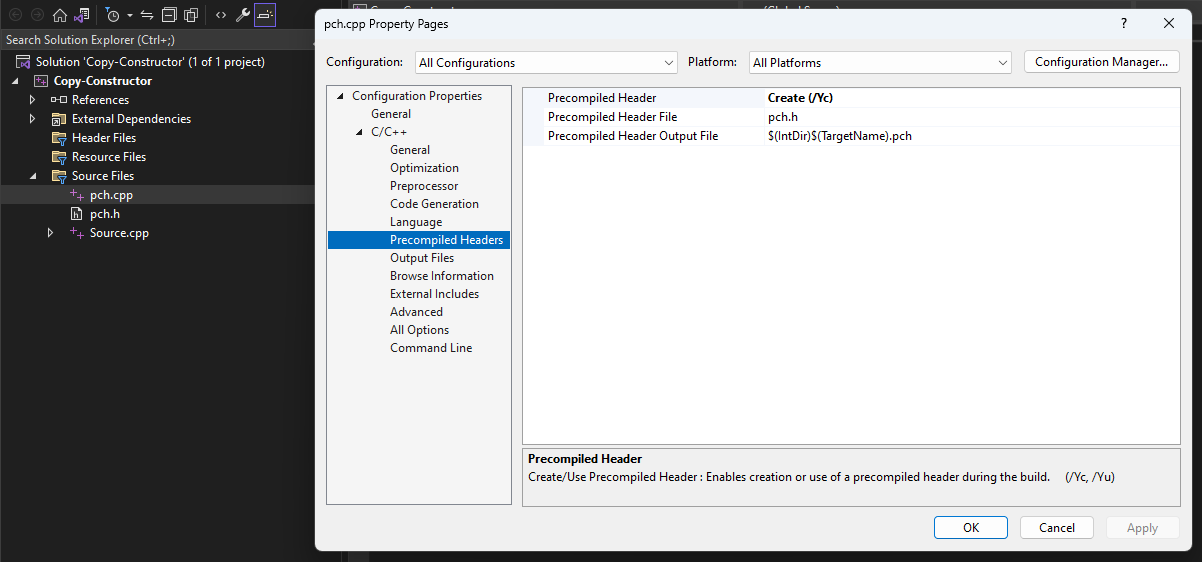 Search Solution Explorer (Ctrl+;)
Solution 'Copy-Constructor' (1 of 1 project)
Copy-Constructor
References
External Dependencies
Header Files
Resource Files
Source Files
pch.cpp
pch.h
Source.cpp
pch.cpp Property Pages
?
Configuration: All Configurations Platform: All Platforms Configuration Manager...
Configuration Properties
General
C/C++
General
Optimization
Preprocessor
Code Generation
Language
Precompiled Headers
Output Files
Browse Information
External Includes
Advanced
All Options
Command Line
Precompiled Header Create (/Yc)
Precompiled Header File pch.h
Precompiled Header Output File $(IntDir)$(TargetName).pch
Precompiled Header
Create/Use Precompiled Header : Enables creation or use of a precompiled header during the build. (/Yc, /Yu)
OK Cancel Apply